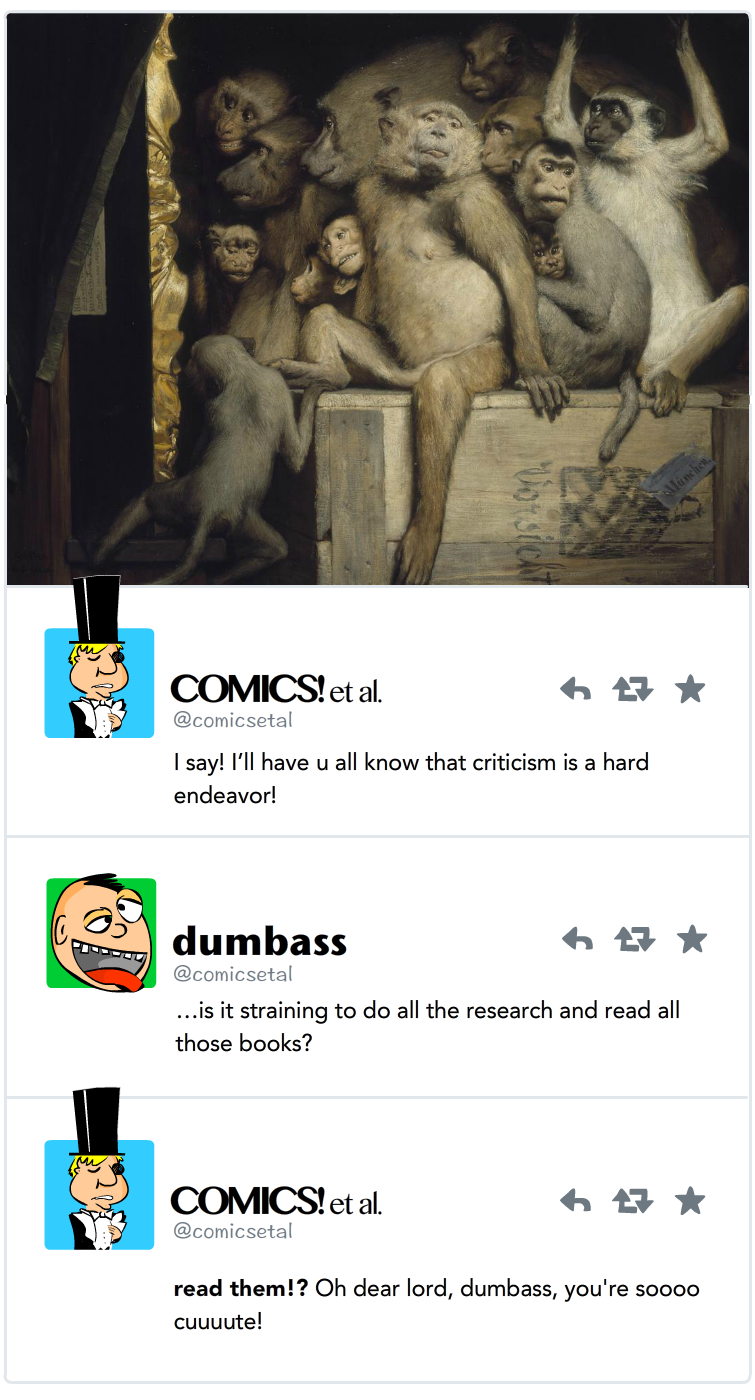 München
Vorsicht
COMICS! et al.
@comicsetal
I say! I’ll have u all know that criticism is a hard
endeavor!
dumbass
@comicsetal
...is it straining to do all the research and read all
those books?
COMICS! et al.
@comicsetal
read them!? Oh dear lord, dumbass, you're soooo
cuuuute!